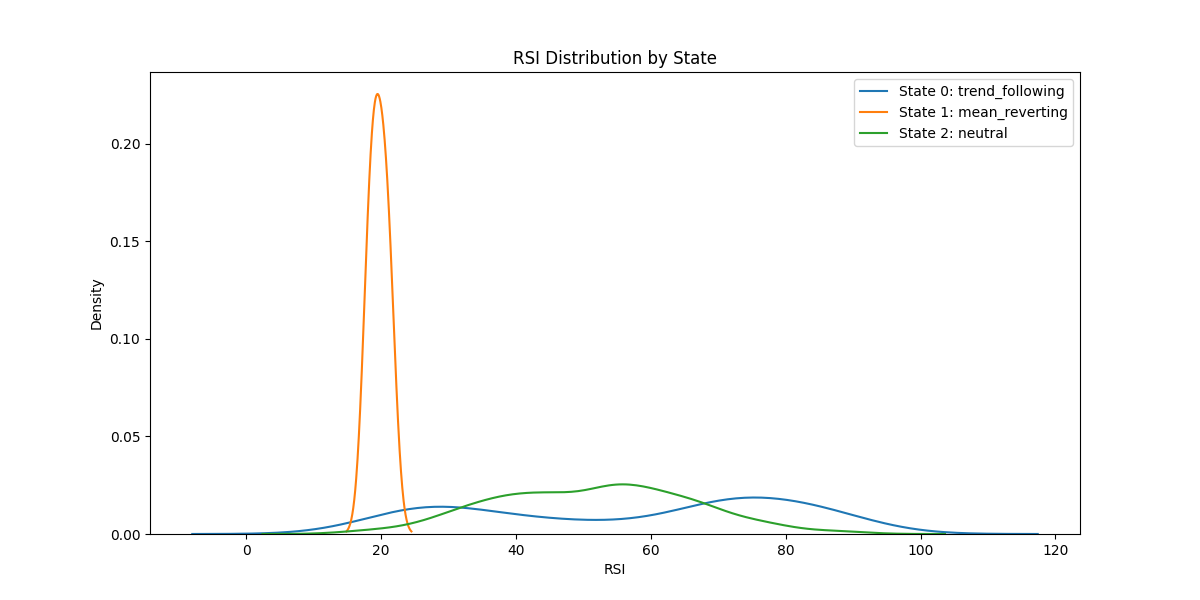 RSI Distribution by State
State 0: trend_following
State 1: mean_reverting
State 2: neutral
Density
0.20
0.15
0.10
0.05
0.00
0 20 40 60 80 100 120
RSI